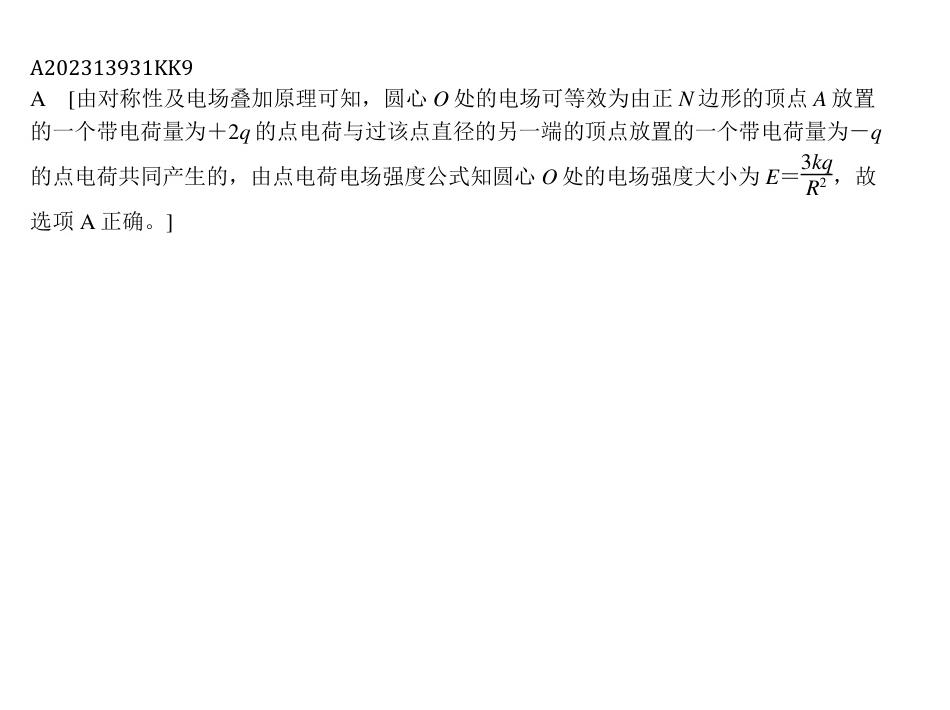 A202313931KK9
A [由对称性及电场叠加原理可知，圆心 O 处的电场可等效为由正 N 边形的顶点 A 放置
的一个带电荷量为＋2q 的点电荷与过该点直径的另一端的顶点放置的一个带电荷量为－q
的点电荷共同产生的，由点电荷电场强度公式知圆心 O 处的电场强度大小为 E＝3kq/R²，故
选项 A 正确。]